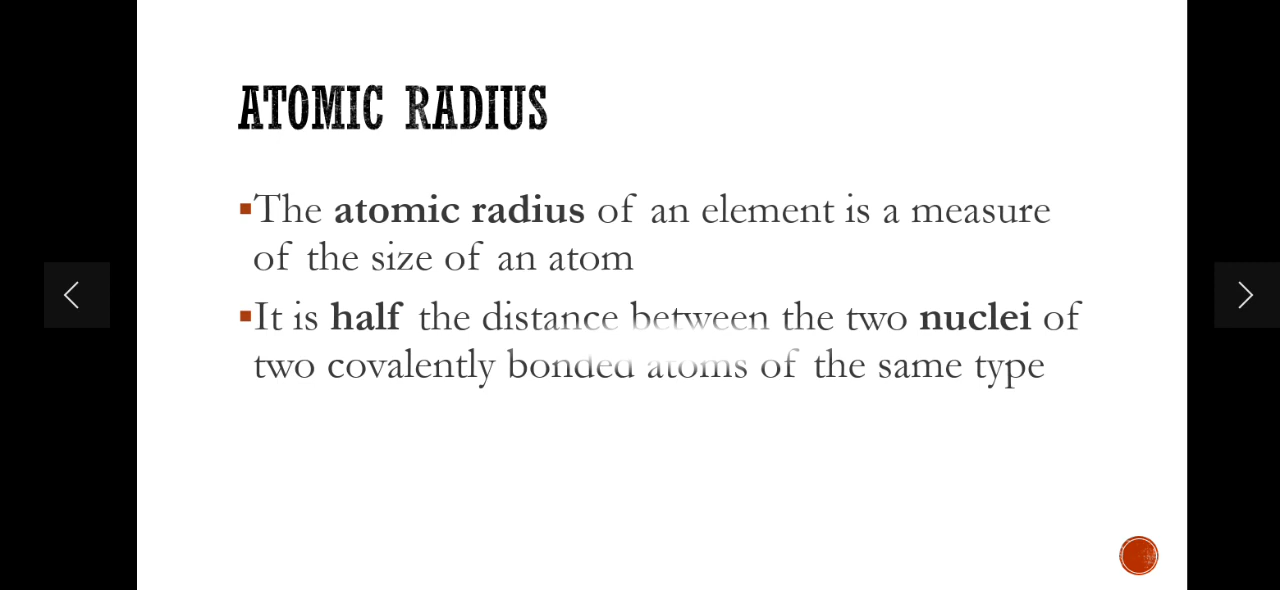 ATOMIC RADIUS
▪The atomic radius of an element is a measure
of the size of an atom
▪It is half the distance between the two nuclei of
two covalently bonded atoms of the same type